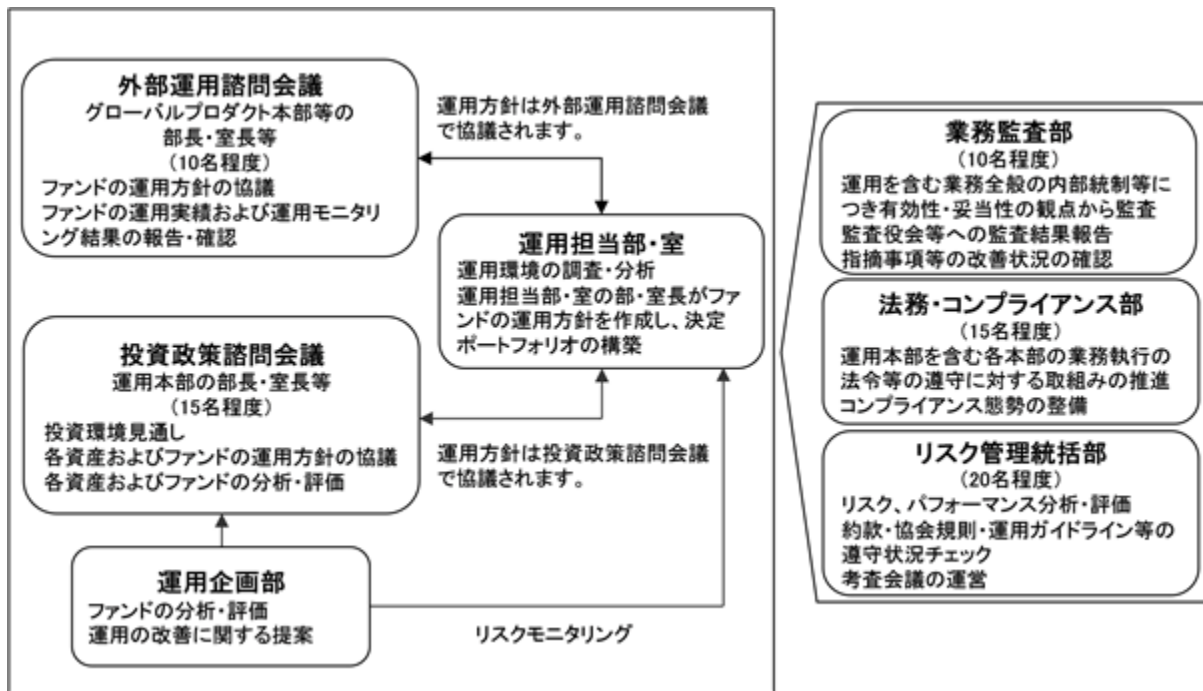 外部運用諮問会議
グローバルプロダクト本部等の
部長・室長等
(10名程度)
ファンドの運用方針の協議
ファンドの運用実績および運用モニタリ
ング結果の報告・確認
運用方針は外部運用諮問会議
で協議されます。
運用担当部・室
運用環境の調査・分析
運用担当部・室の部・室長がファ
ンドの運用方針を作成し、決定
ポートフォリオの構築
投資政策諮問会議
運用本部の部長・室長等
(15名程度)
投資環境見通し
各資産およびファンドの運用方針の協議
各資産およびファンドの分析・評価
運用方針は投資政策諮問会議
で協議されます。
運用企画部
ファンドの分析・評価
運用の改善に関する提案
リスクモニタリング
業務監査部
(10名程度)
運用を含む業務全般の内部統制等に
つき有効性・妥当性の観点から監査
監査役会等への監査結果報告
指摘事項等の改善状況の確認
法務・コンプライアンス部
(15名程度)
運用本部を含む各本部の業務執行の
法令等の遵守に対する取組みの推進
コンプライアンス態勢の整備
リスク管理統括部
(20名程度)
リスク、パフォーマンス分析・評価
約款・協会規則・運用ガイドライン等の
遵守状況チェック
考査会議の運営